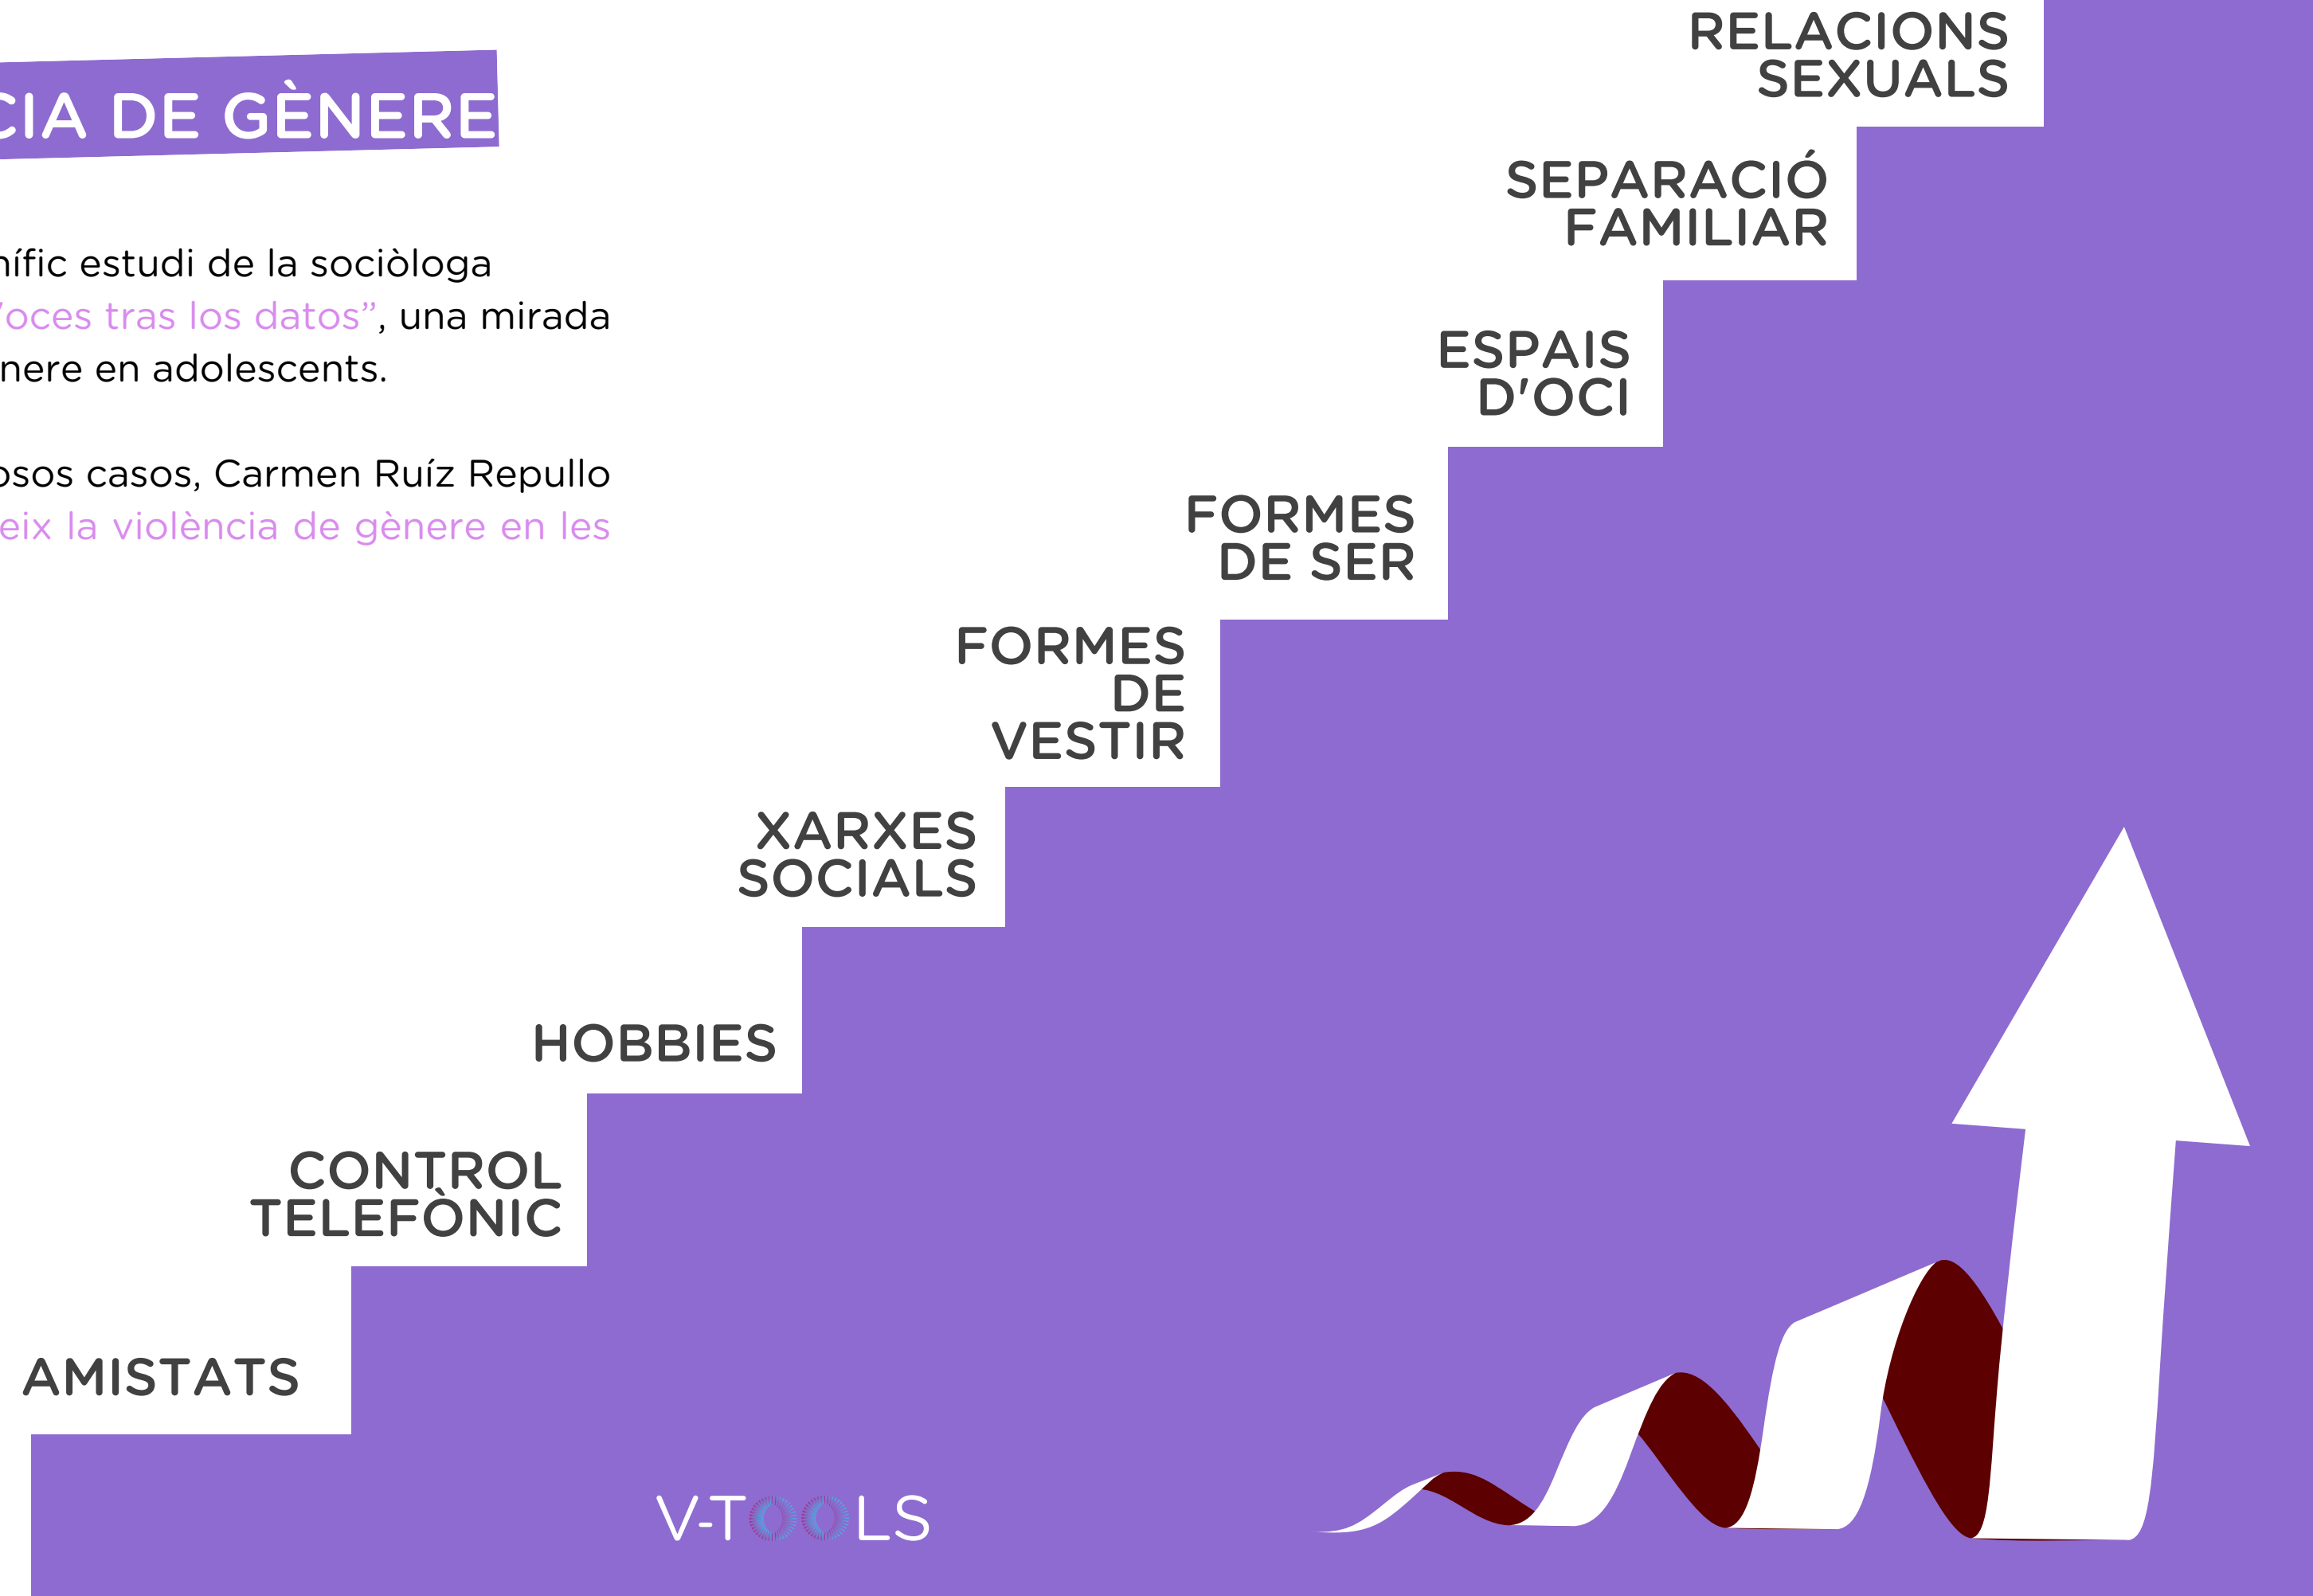 CIA DE GÈNERE
nífic estudi de la sociòloga
Voces tras los datos”, una mirada
nere en adolescents.
osos casos, Carmen Ruíz Repullo
eix la violència de gènere en les
RELACIONS
SEXUALS
SEPARACIÓ
FAMILIAR
ESPAIS
D'OCI
FORMES
DE SER
FORMES
DE
VESTIR
XARXES
SOCIALS
HOBBIES
CONTROL
TELEFÒNIC
AMISTATS
V-TOOLS